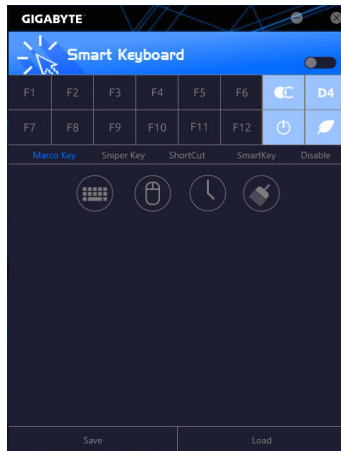 GIGABYTE
Smart Keyboard
F1 F2 F3 F4 F5 F6 D4
F7 F8 F9 F10 F11 F12
Marco Key Sniper Key ShortCut SmartKey Disable
Save Load